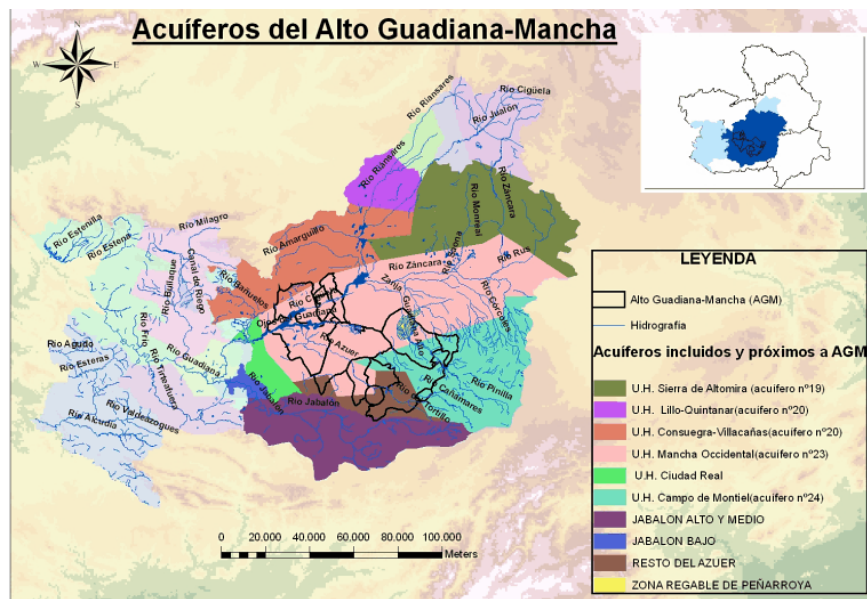 Acuíferos del Alto Guadiana-Mancha
N
W
E
S
Río Riansares
Río Cigüela
Río Jualón
Río Riánsares
Río Monreal
Río Záncara
Río Milagro
Río Estenilla
Río Estena
Río Amarguillo
Río Bullaque
Canal de Riego
Río Bañuelos
Río Záncara
Río Rus
Río Córcoles
Guadiana Alto
Río Azuer
Río Frío
Río Guadiana
Río Agudo
Río Esteras
Río Tirteafuera
Río Valdeazogues
Río Alcudia
Río Jabalón
Río Jabalón
Río Cañamares
Río Pinilla
0 20.000 40.000 60.000 80.000 100.000
Meters
LEYENDA
Alto Guadiana-Mancha (AGM)
Hidrografía
Acuíferos incluidos y próximos a AGM
U.H. Sierra de Altomira (acuifero nº19)
U.H. Lillo-Quintanar(acuifero nº20)
U.H. Consuegra-Villacañas(acuifero nº20)
U.H. Mancha Occidental(acuifero nº23)
U.H. Ciudad Real
U.H. Campo de Montiel(acuifero nº24)
JABALON ALTO Y MEDIO
JABALON BAJO
RESTO DEL AZUER
ZONA REGABLE DE PEÑARROYA